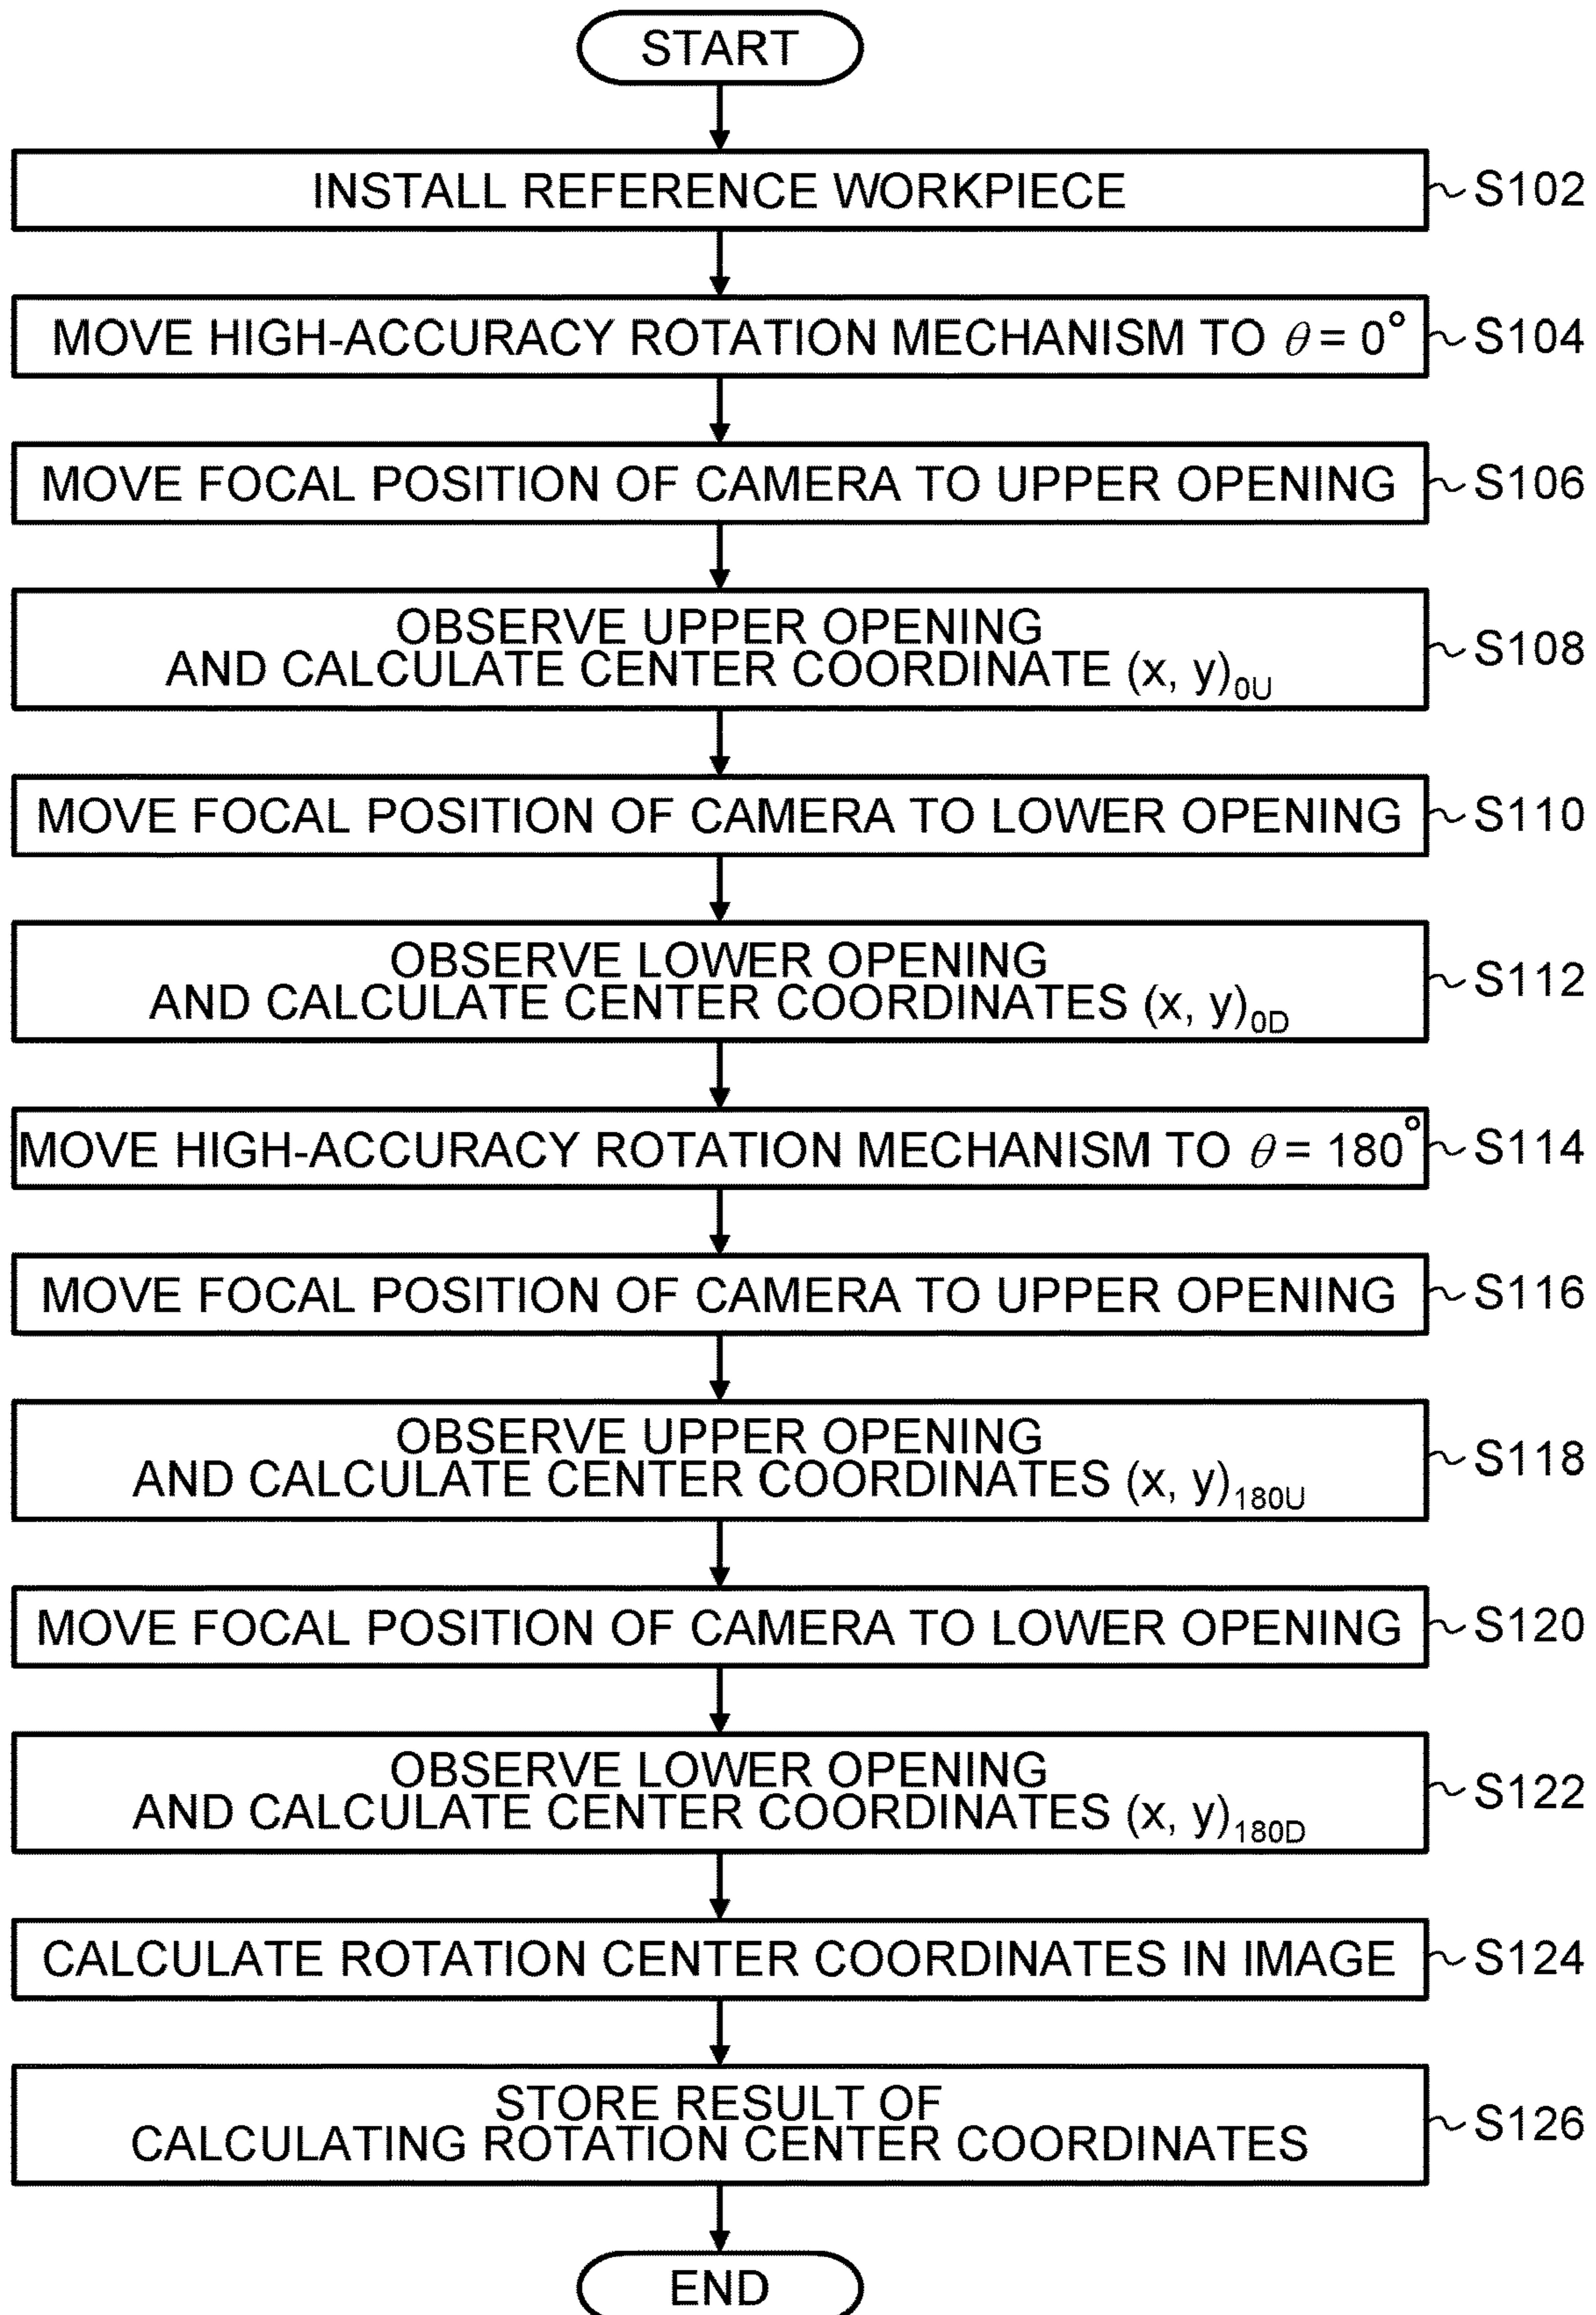 START
INSTALL REFERENCE WORKPIECE
S102
MOVE HIGH-ACCURACY ROTATION MECHANISM TO θ = 0°
S104
MOVE FOCAL POSITION OF CAMERA TO UPPER OPENING
S106
OBSERVE UPPER OPENING
AND CALCULATE CENTER COORDINATE (x, y)0U
S108
MOVE FOCAL POSITION OF CAMERA TO LOWER OPENING
S110
OBSERVE LOWER OPENING
AND CALCULATE CENTER COORDINATES (x, y)0D
S112
MOVE HIGH-ACCURACY ROTATION MECHANISM TO θ = 180°
S114
MOVE FOCAL POSITION OF CAMERA TO UPPER OPENING
S116
OBSERVE UPPER OPENING
AND CALCULATE CENTER COORDINATES (x, y)180U
S118
MOVE FOCAL POSITION OF CAMERA TO LOWER OPENING
S120
OBSERVE LOWER OPENING
AND CALCULATE CENTER COORDINATES (x, y)180D
S122
CALCULATE ROTATION CENTER COORDINATES IN IMAGE
S124
STORE RESULT OF
CALCULATING ROTATION CENTER COORDINATES
S126
END